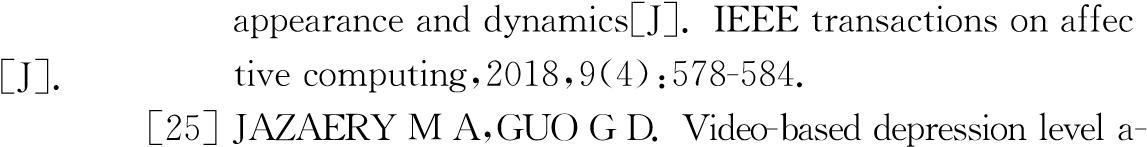 [J].
appearance and dynamics[J]. IEEE transactions on affec
tive computing,2018,9(4):578-584.
[25] JAZAERY M A,GUO G D. Video-based depression level a-